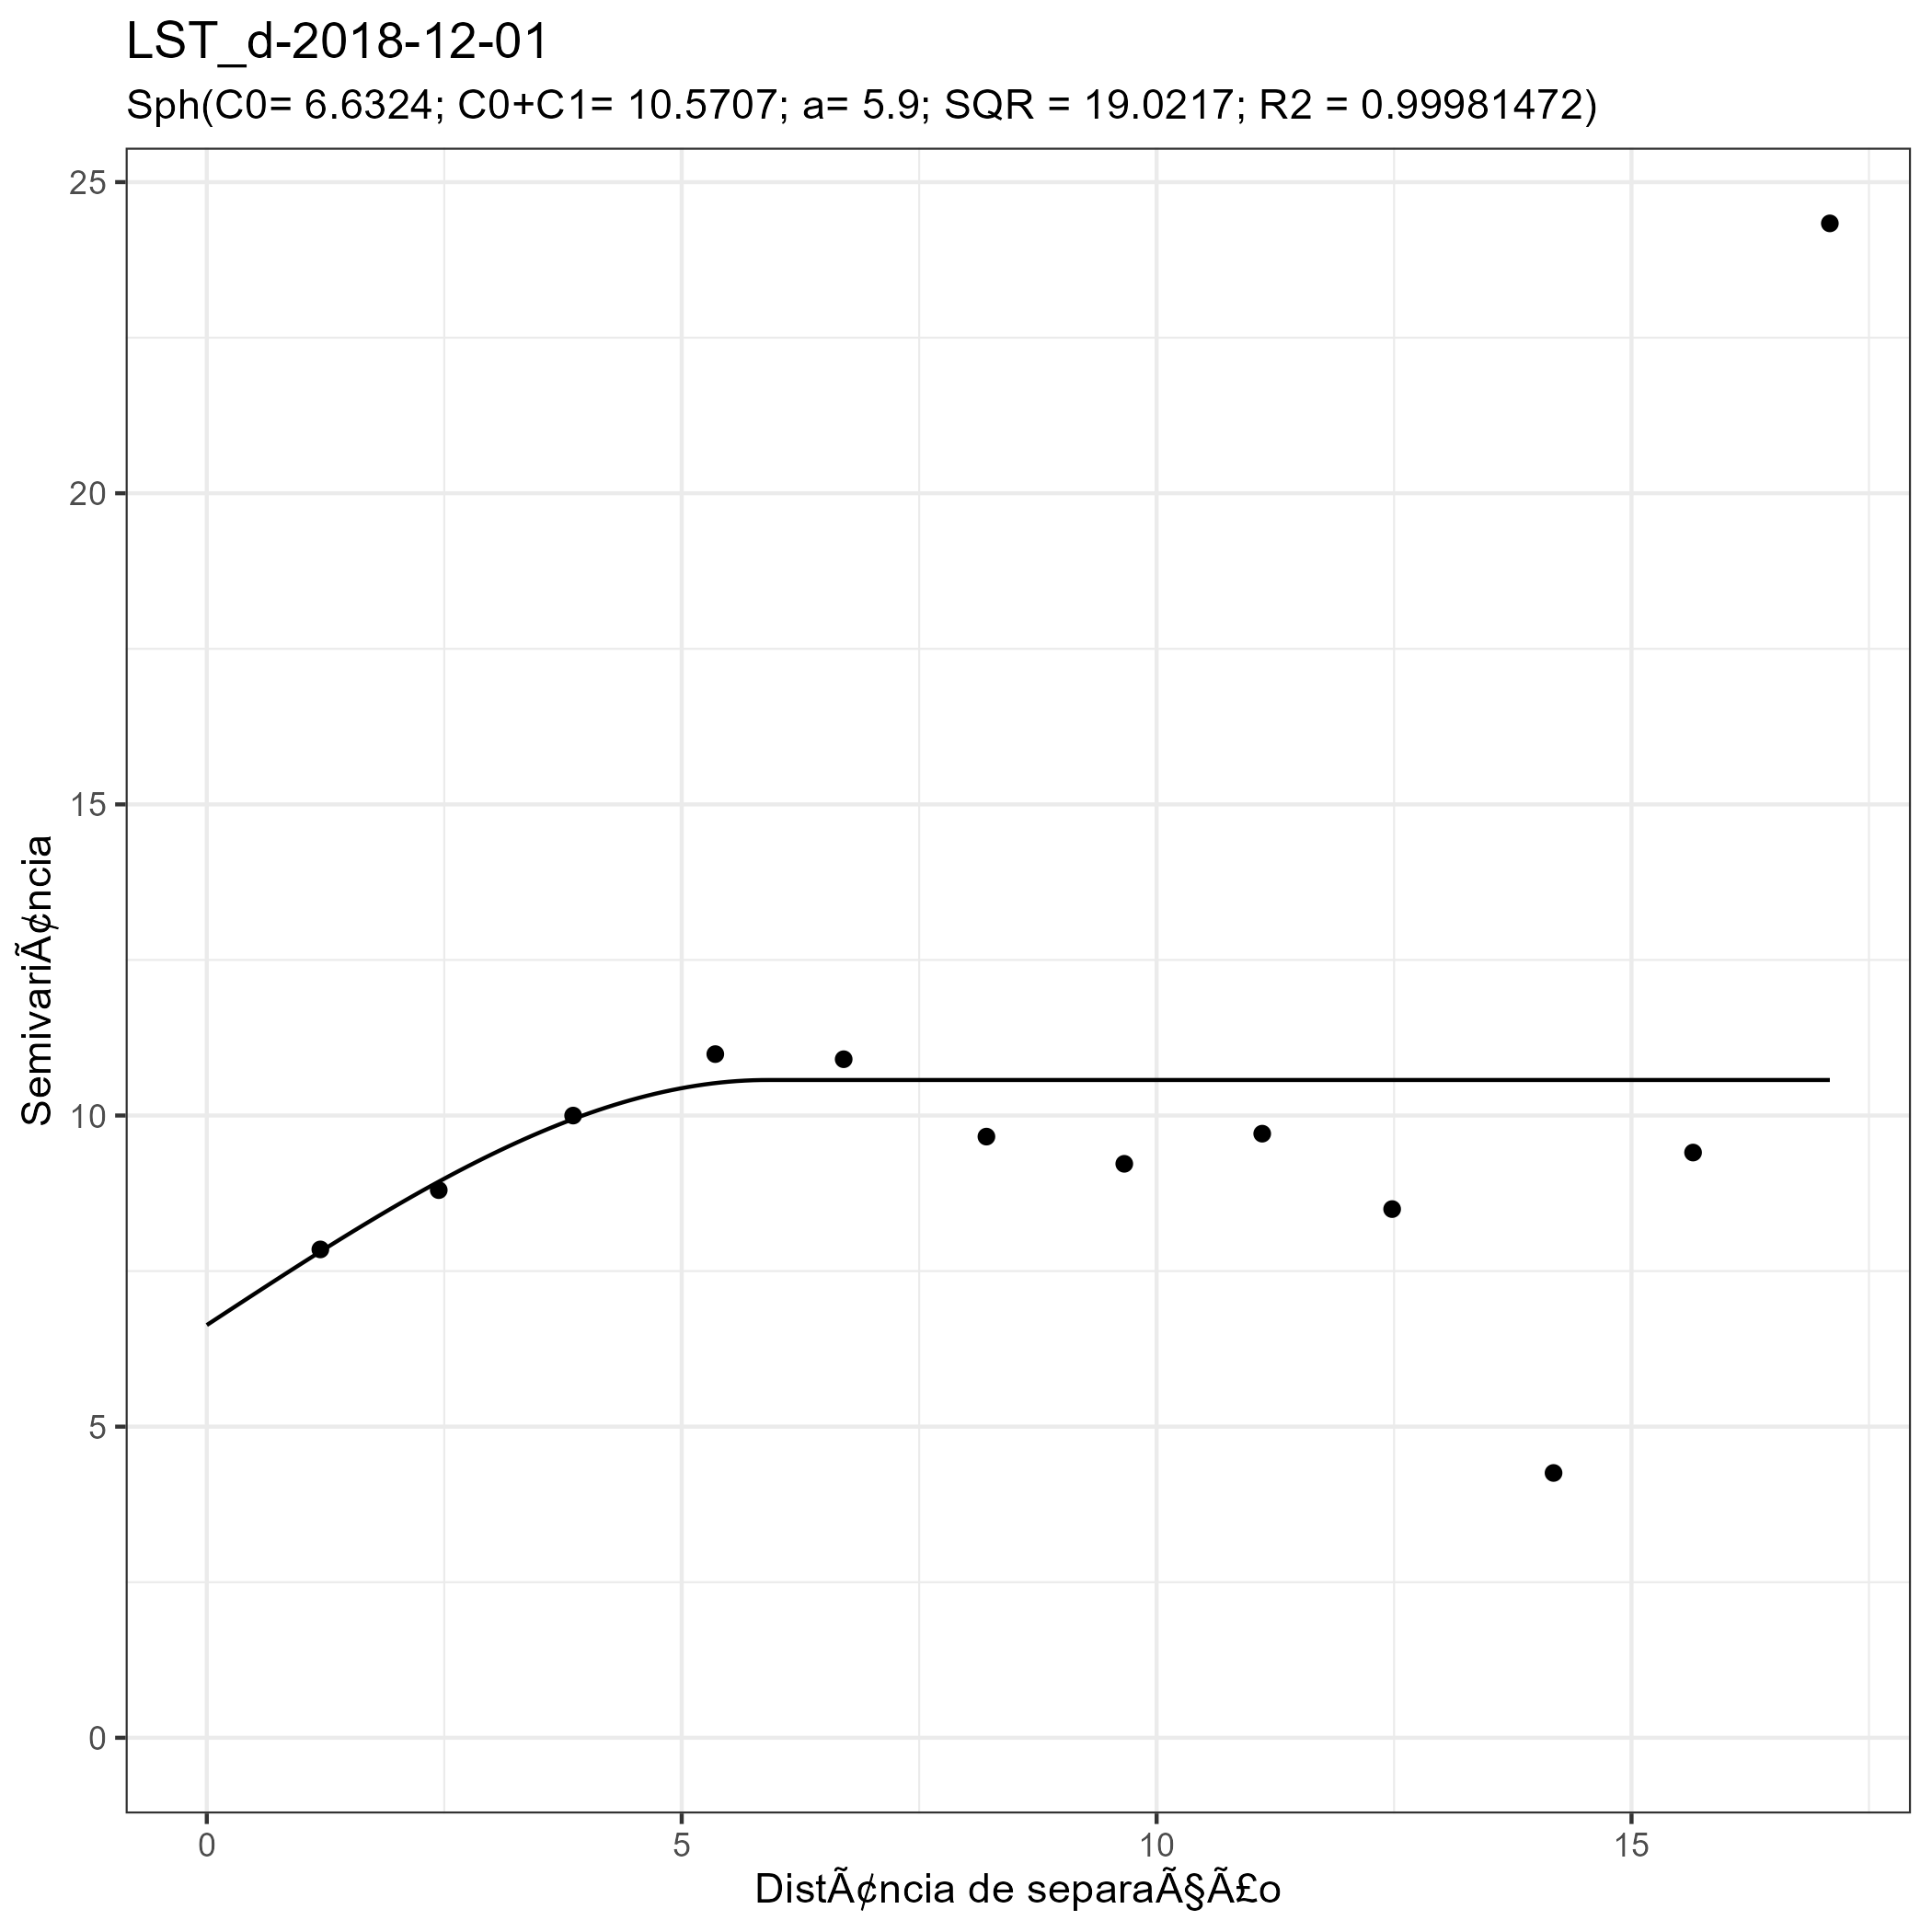 LST_d-2018-12-01
Sph(C0= 6.6324; C0+C1= 10.5707; a= 5.9; SQR = 19.0217; R2 = 0.99981472)
25
20
15
10
5
0
SemivariÃ¢ncia
0 5 10 15
DistÃ¢ncia de separaÃ§Ã£o